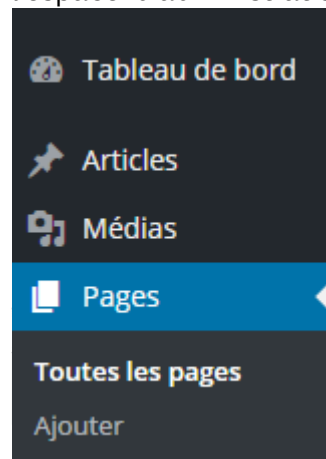 Tableau de bord
Articles
Médias
Pages
Toutes les pages
Ajouter